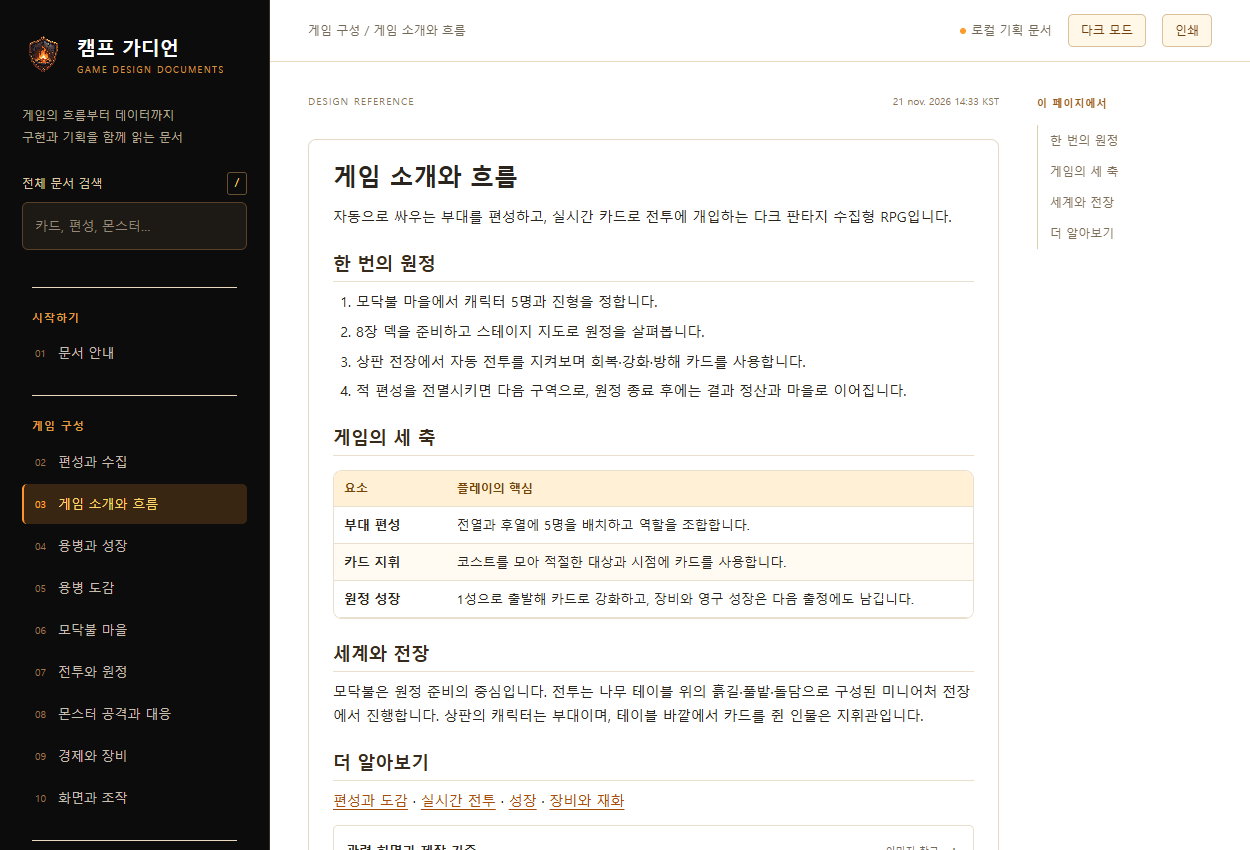 캠프 가디언
GAME DESIGN DOCUMENTS
게임의 흐름부터 데이터까지
구현과 기획을 함께 읽는 문서
전체 문서 검색
/
카드, 편성, 몬스터...
시작하기
01 문서 안내
게임 구성
02 편성과 수집
03 게임 소개와 흐름
04 용병과 성장
05 용병 도감
06 모닥불 마을
07 전투와 원정
08 몬스터 공격과 대응
09 경제와 장비
10 화면과 조작
게임 구성 / 게임 소개와 흐름
로컬 기획 문서
다크 모드
인쇄
DESIGN REFERENCE
21 nov. 2026 14:33 KST
게임 소개와 흐름
자동으로 싸우는 부대를 편성하고, 실시간 카드로 전투에 개입하는 다크 판타지 수집형 RPG입니다.
한 번의 원정
1. 모닥불 마을에서 캐릭터 5명과 진형을 정합니다.
2. 8장 덱을 준비하고 스테이지 지도로 원정을 살펴봅니다.
3. 상판 전장에서 자동 전투를 지켜보며 회복·강화·방해 카드를 사용합니다.
4. 적 편성을 전멸시키면 다음 구역으로, 원정 종료 후에는 결과 정산과 마을로 이어집니다.
게임의 세 축
요소 플레이의 핵심
부대 편성 전열과 후열에 5명을 배치하고 역할을 조합합니다.
카드 지휘 코스트를 모아 적절한 대상과 시점에 카드를 사용합니다.
원정 성장 1성으로 출발해 카드로 강화하고, 장비와 영구 성장은 다음 출정에도 남깁니다.
세계와 전장
모닥불은 원정 준비의 중심입니다. 전투는 나무 테이블 위의 흙길·풀밭·돌담으로 구성된 미니어처 전장
에서 진행합니다. 상판의 캐릭터는 부대이며, 테이블 바깥에서 카드를 쥔 인물은 지휘관입니다.
더 알아보기
편성과 도감 · 실시간 전투 · 성장 · 장비와 재화
이 페이지에서
한 번의 원정
게임의 세 축
세계와 전장
더 알아보기